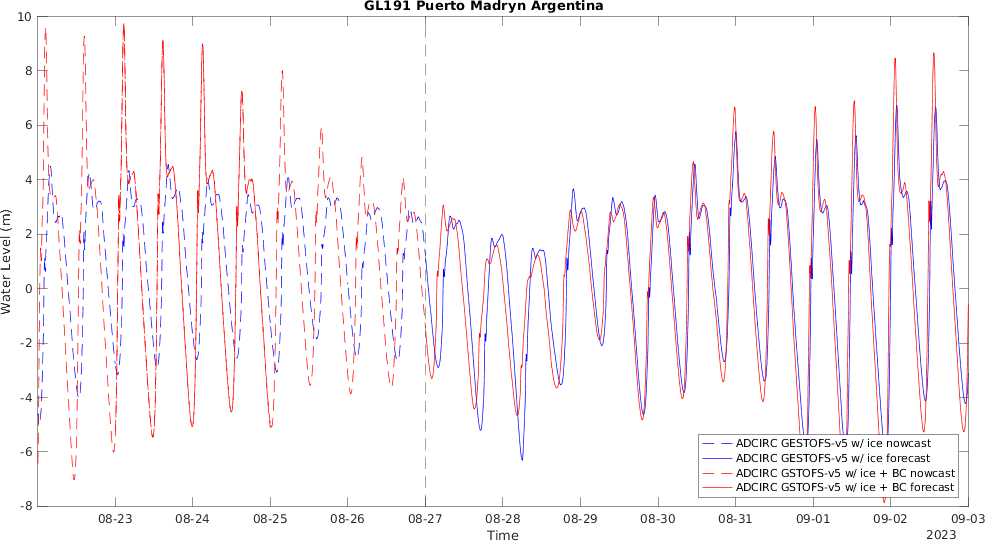 GL191 Puerto Madryn Argentina
Water Level (m)
10
8
6
4
2
0
-2
-4
-6
-8
ADCIRC GESTOFS-v5 w/ ice nowcast
ADCIRC GESTOFS-v5 w/ ice forecast
ADCIRC GSTOFS-v5 w/ ice + BC nowcast
ADCIRC GSTOFS-v5 w/ ice + BC forecast
08-23 08-24 08-25 08-26 08-27 08-28 08-29 08-30 08-31 09-01 09-02 09-03
Time
2023